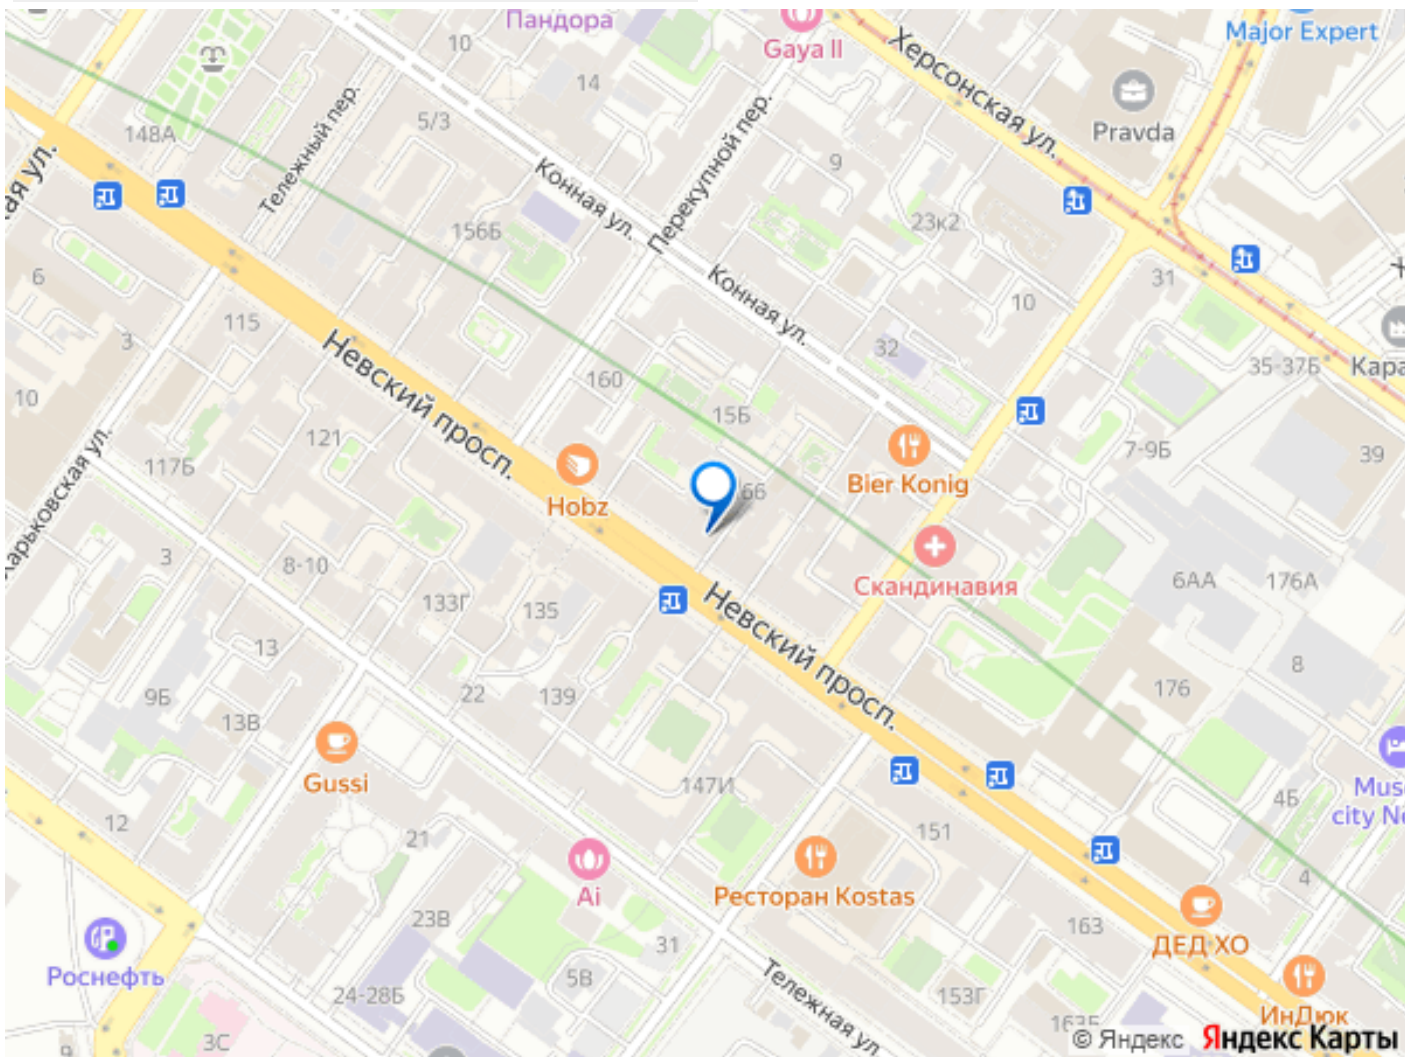 Пандора
10
14
Gaya II
Major Expert
Херсонская ул.
Pravda
148А
Тележный пер.
5/3
Перекупной пер.
9
ая ул.
Конная ул.
156Б
23к2
6
115
3
Невский просп.
Конная ул.
10
31
32
35-37Б
Кара
10
160
15Б
121
117Б
7-9Б
39
Hobz
66
Bier Konig
Харьковская ул.
3
8-10
133Г
135
Скандинавия
6АА
176А
Невский просп.
13
9Б
13В
22
139
8
176
Gussi
147И
Mus
city N
4Б
12
21
151
Ai
Ресторан Kostas
4
23В
31
163
ДЕД ХО
Роснефть
24-28Б
5В
Тележная ул.
153Г
ИнДюк
163Б
3С
9
© Яндекс Яндекс Карты